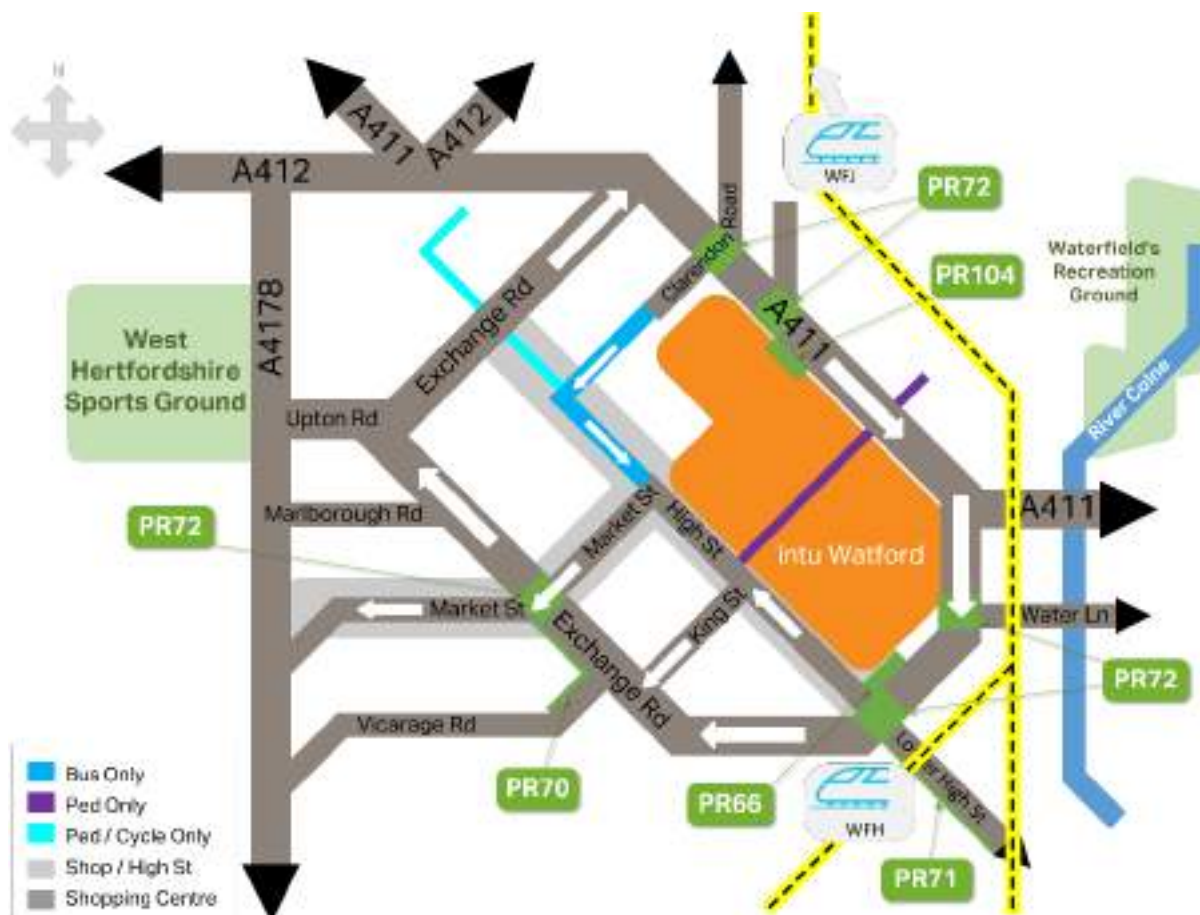 N
A411
A412
A412
WFJ
PR72
Clarendon Road
PR104
Waterfield's
Recreation
Ground
A4178
West
Hertfordshire
Sports Ground
Exchange Rd
A411
River Colne
Upton Rd
Marlborough Rd
PR72
Market St
High St
intu Watford
A411
Market St
King St
Water Ln
Exchange Rd
PR72
Vicarage Rd
Lower High St
PR70
PR66
WFH
PR71
Bus Only
Ped Only
Ped / Cycle Only
Shop / High St
Shopping Centre